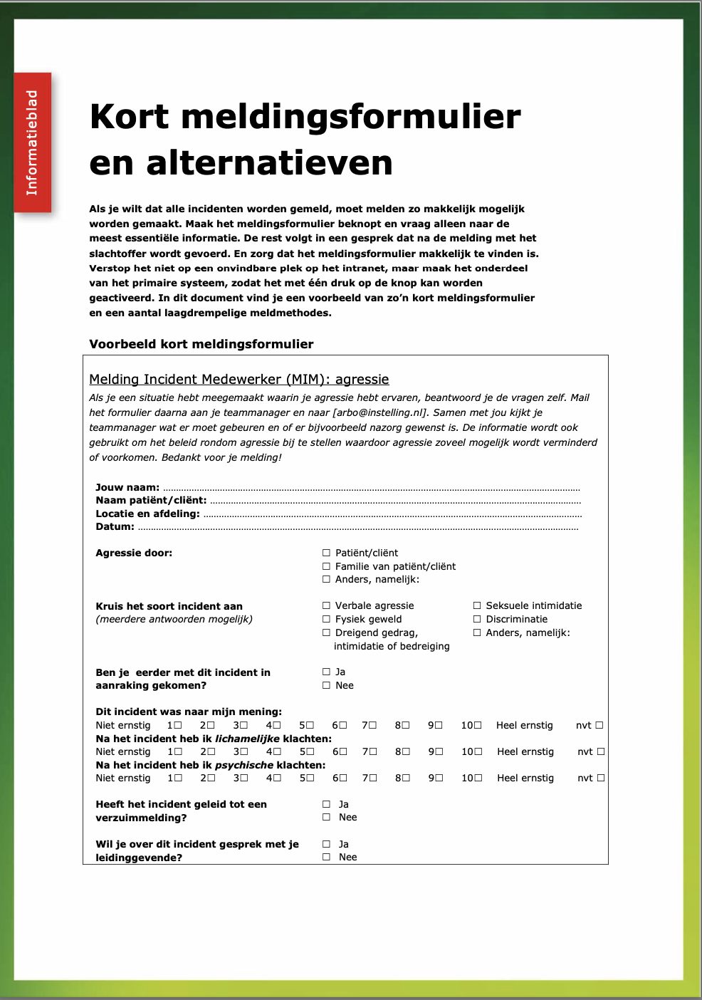 Informatieblad
Kort meldingsformulier
en alternatieven
Als je wilt dat alle incidenten worden gemeld, moet melden zo makkelijk mogelijk
worden gemaakt. Maak het meldingsformulier beknopt en vraag alleen naar de
meest essentiële informatie. De rest volgt in een gesprek dat na de melding met het
slachtoffer wordt gevoerd. En zorg dat het meldingsformulier makkelijk te vinden is.
Verstop het niet op een onvindbare plek op het intranet, maar maak het onderdeel
van het primaire systeem, zodat het met één druk op de knop kan worden
geactiveerd. In dit document vind je een voorbeeld van zo’n kort meldingsformulier
en een aantal laagdrempelige meldmethodes.
Voorbeeld kort meldingsformulier
Melding Incident Medewerker (MIM): agressie
Als je een situatie hebt meegemaakt waarin je agressie hebt ervaren, beantwoord je de vragen zelf. Mail
het formulier daarna aan je teammanager en naar [arbo@instelling.nl]. Samen met jou kijkt je
teammanager wat er moet gebeuren en of er bijvoorbeeld nazorg gewenst is. De informatie wordt ook
gebruikt om het beleid rondom agressie bij te stellen waardoor agressie zoveel mogelijk wordt verminderd
of voorkomen. Bedankt voor je melding!
Jouw naam: ........................................................................
Naam patiënt/cliënt: ........................................................................
Locatie en afdeling: ........................................................................
Datum: ........................................................................
Agressie door: ☐ Patiënt/cliënt
☐ Familie van patiënt/cliënt
☐ Anders, namelijk:
Kruis het soort incident aan ☐ Verbale agressie ☐ Seksuele intimidatie
(meerdere antwoorden mogelijk) ☐ Fysiek geweld ☐ Discriminatie
☐ Dreigend gedrag, ☐ Anders, namelijk:
intimidatie of bedreiging
Ben je  eerder met dit incident in ☐ Ja
aanraking gekomen? ☐ Nee
Dit incident was naar mijn mening:
Niet ernstig 1☐ 2☐ 3☐ 4☐ 5☐ 6☐ 7☐ 8☐ 9☐ 10☐ Heel ernstig nvt ☐
Na het incident heb ik lichamelijke klachten:
Niet ernstig 1☐ 2☐ 3☐ 4☐ 5☐ 6☐ 7☐ 8☐ 9☐ 10☐ Heel ernstig nvt ☐
Na het incident heb ik psychische klachten:
Niet ernstig 1☐ 2☐ 3☐ 4☐ 5☐ 6☐ 7☐ 8☐ 9☐ 10☐ Heel ernstig nvt ☐
Heeft het incident geleid tot een ☐ Ja
verzuimmelding? ☐ Nee
Wil je over dit incident gesprek met je ☐ Ja
leidinggevende? ☐ Nee